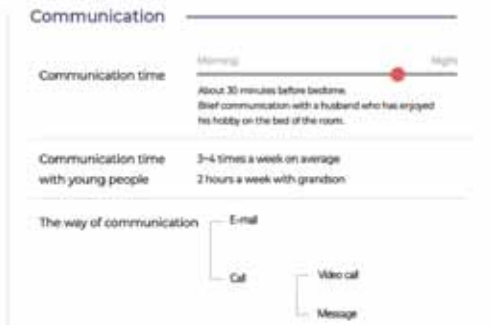 Communication
Morning Night
Communication time
About 30 minutes before bedtime.
Brief communication with a husband who has enjoyed
his hobby on the bed of the room.
Communication time 3~4 times a week on average
with young people 2 hours a week with grandson
The way of communication E-mail
Call Video call
Message